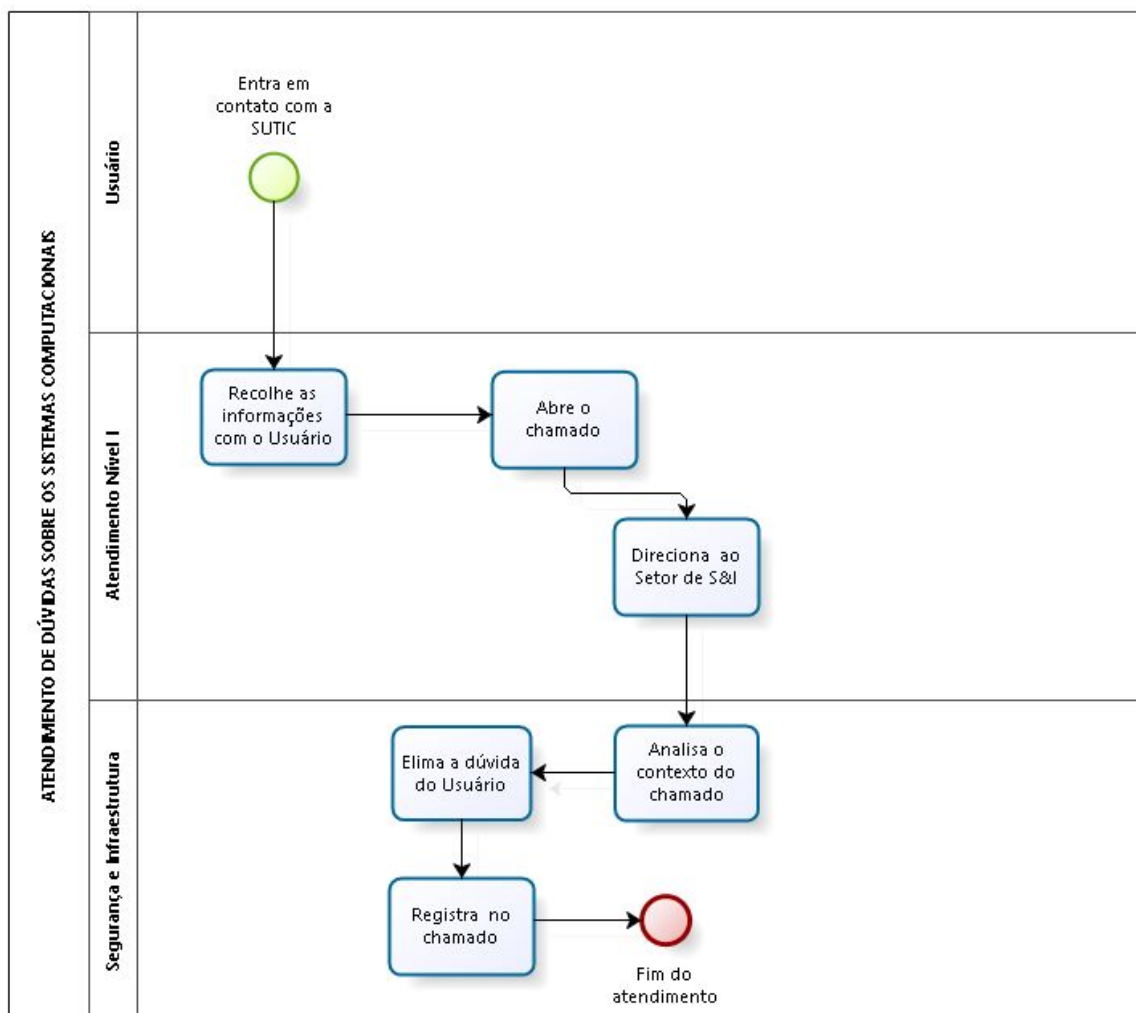 ATENDIMENTO DE DÚVIDAS SOBRE OS SISTEMAS COMPUTACIONAIS
Usuário
Entra em
contato com a
SUTIC
Atendimento Nível I
Recolhe as
informações
com o Usuário
Abre o
chamado
Direciona ao
Setor de S&I
Segurança e Infraestrutura
Analisa o
contexto do
chamado
Elima a dúvida
do Usuário
Registra no
chamado
Fim do
atendimento